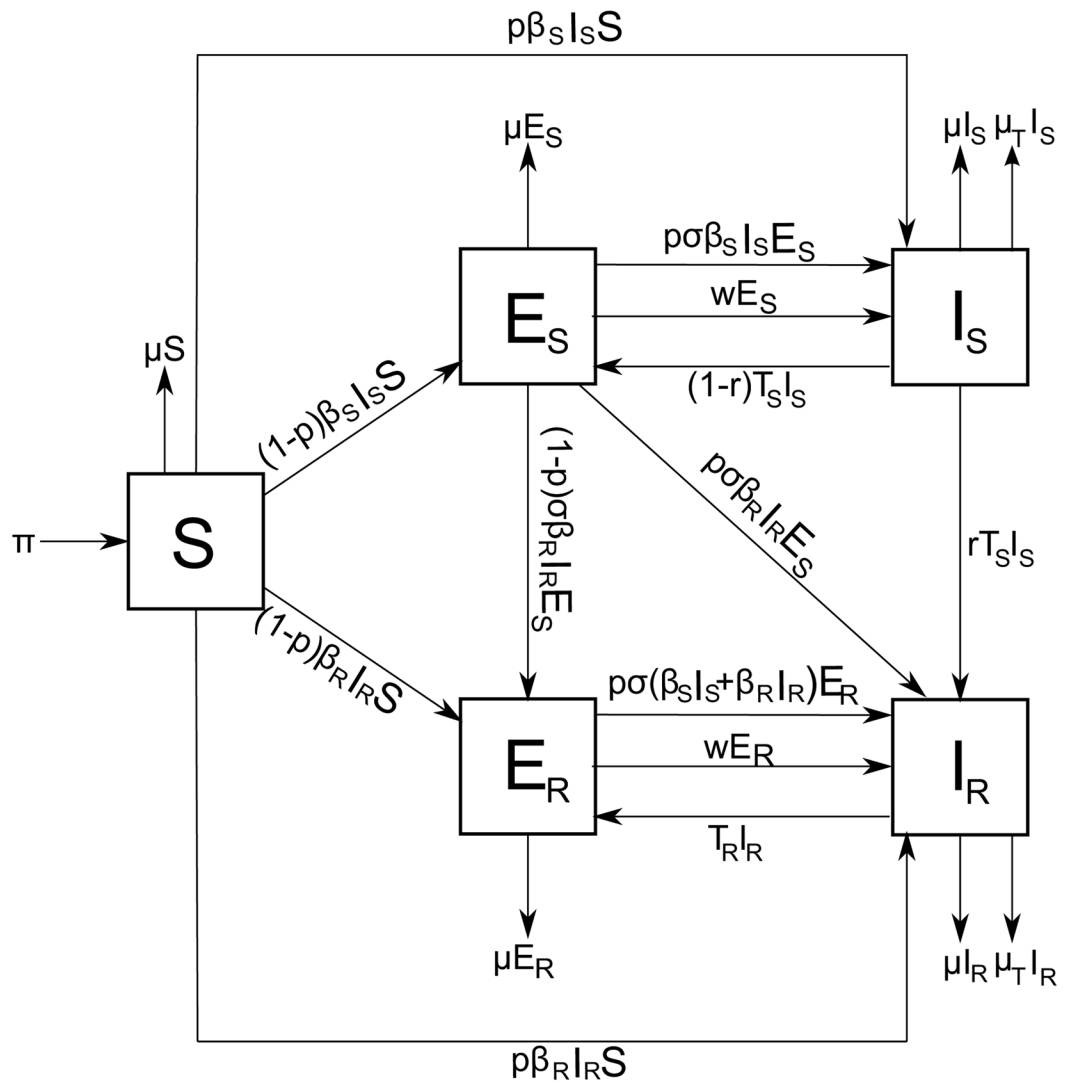 pβSISS
μES
μIS μTIS
pσβSISES
ES
wES
IS
μS
(1-r)TSIS
(1-p)βSISS
(1-p)σβRIRES
pσβRIRES
S
π
rTSIS
(1-p)βRIRS
pσ(βSIS+βRIR)ER
ER
wER
IR
TRIR
μER
μIR μTIR
pβRIRS